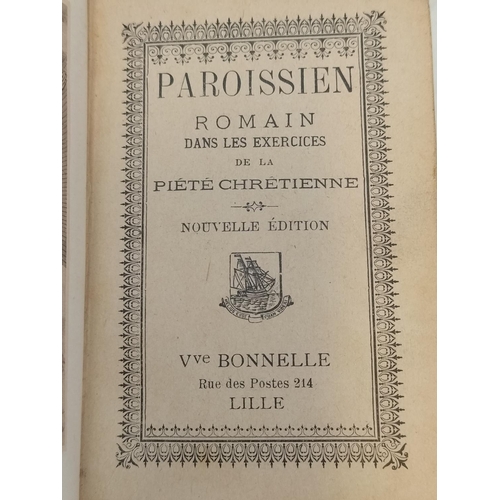 PAROISSIEN
ROMAIN
DANS LES EXERCICES
DE LA
PIÉTÉ CHRÉTIENNE
NOUVELLE ÉDITION
Vve BONNELLE
Rue des Postes 214
LILLE